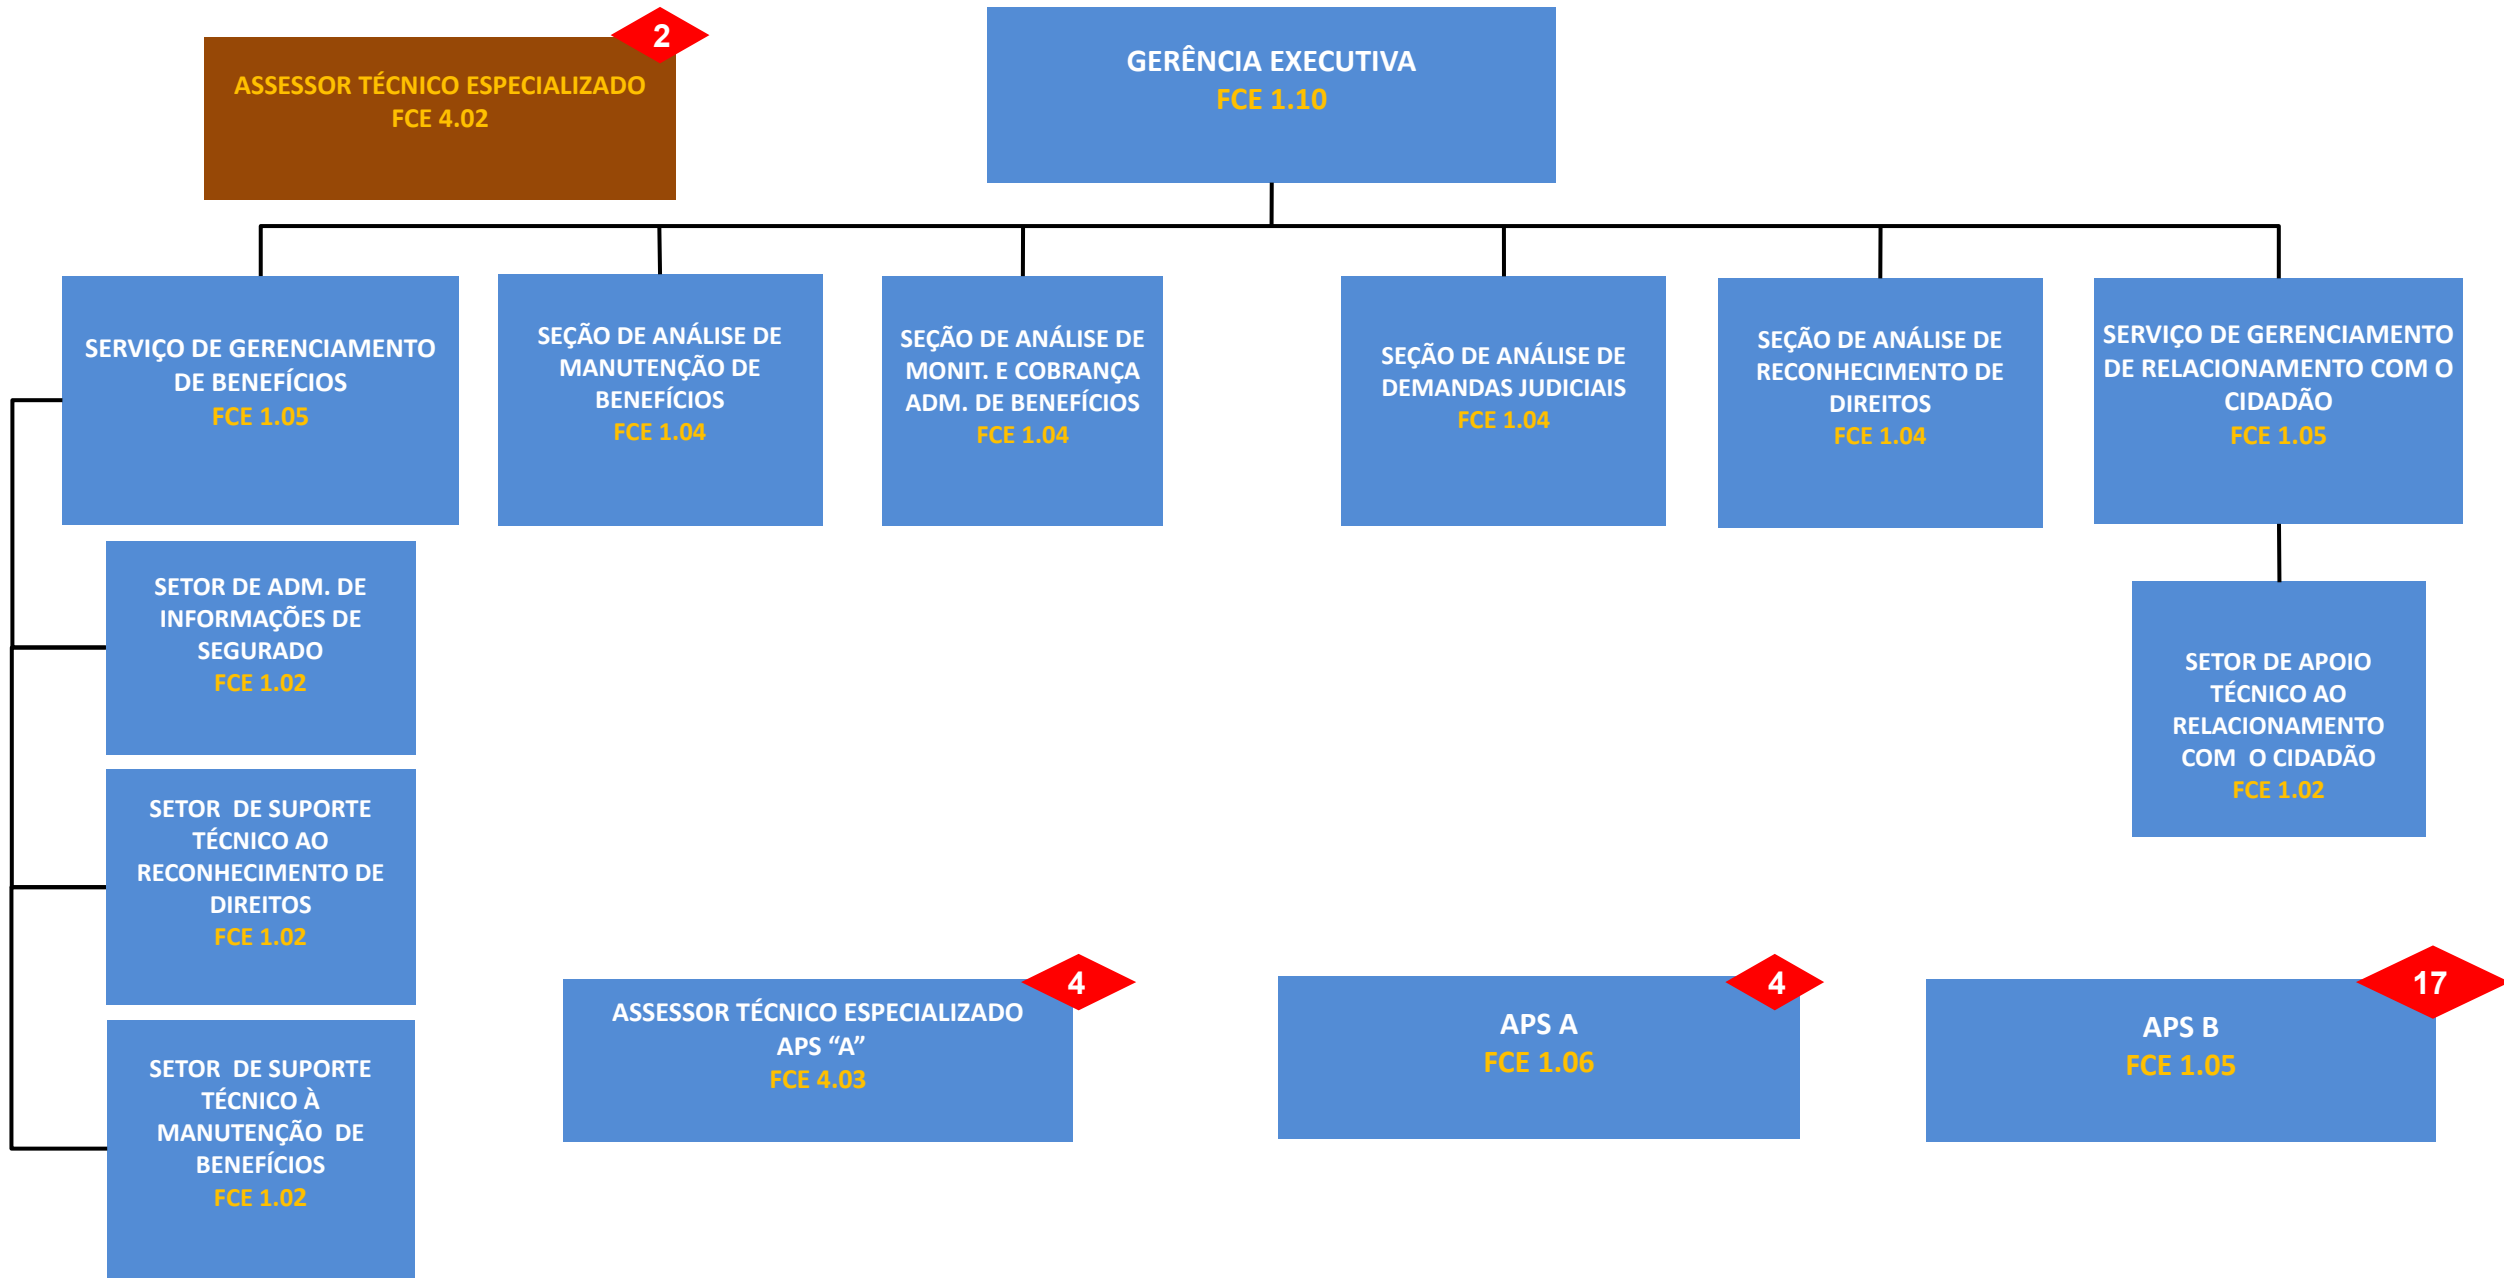 2
ASSESSOR TÉCNICO ESPECIALIZADO
FCE 4.02
GERÊNCIA EXECUTIVA
FCE 1.10
SERVIÇO DE GERENCIAMENTO
DE BENEFÍCIOS
FCE 1.05
SEÇÃO DE ANÁLISE DE
MANUTENÇÃO DE
BENEFÍCIOS
FCE 1.04
SEÇÃO DE ANÁLISE DE
MONIT. E COBRANÇA
ADM. DE BENEFÍCIOS
FCE 1.04
SEÇÃO DE ANÁLISE DE
DEMANDAS JUDICIAIS
FCE 1.04
SEÇÃO DE ANÁLISE DE
RECONHECIMENTO DE
DIREITOS
FCE 1.04
SERVIÇO DE GERENCIAMENTO
DE RELACIONAMENTO COM O
CIDADÃO
FCE 1.05
SETOR DE ADM. DE
INFORMAÇÕES DE
SEGURADO
FCE 1.02
SETOR DE APOIO
TÉCNICO AO
RELACIONAMENTO
COM  O CIDADÃO
FCE 1.02
SETOR  DE SUPORTE
TÉCNICO AO
RECONHECIMENTO DE
DIREITOS
FCE 1.02
SETOR  DE SUPORTE
TÉCNICO À
MANUTENÇÃO  DE
BENEFÍCIOS
FCE 1.02
4
ASSESSOR TÉCNICO ESPECIALIZADO
APS “A”
FCE 4.03
4
APS A
FCE 1.06
17
APS B
FCE 1.05